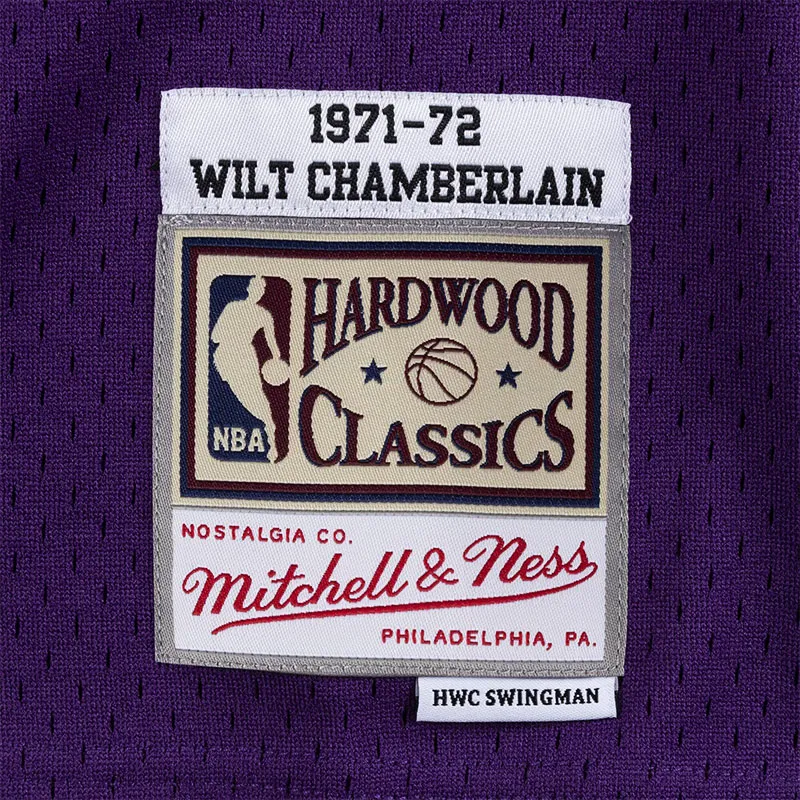 1971-72
WILT CHAMBERLAIN
HARDWOOD
CLASSICS
NBA
NOSTALGIA CO.
Mitchell & Ness
PHILADELPHIA, PA.
HWC SWINGMAN